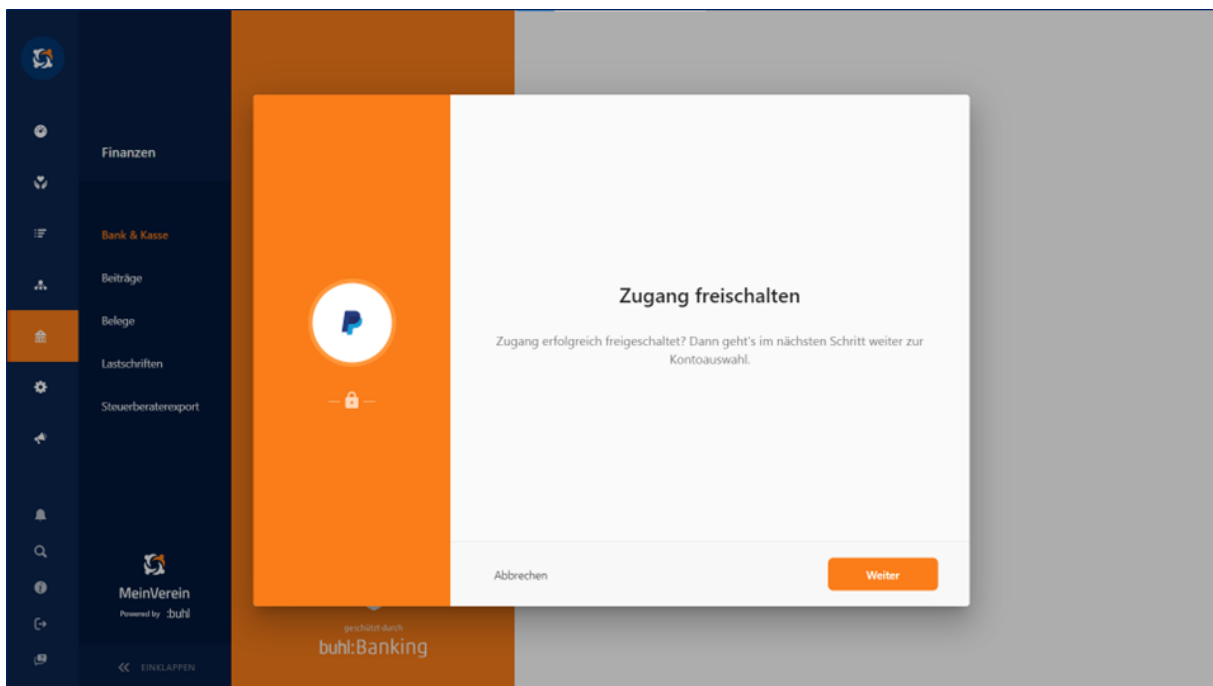 Finanzen
Bank & Kasse
Beiträge
Belege
Lastschriften
Steuerberaterexport
MeinVerein
Powered by :buhl
EINKLAPPEN
Zugang freischalten
Zugang erfolgreich freigeschaltet? Dann geht's im nächsten Schritt weiter zur
Kontoauswahl.
Abbrechen
Weiter
geschützt durch
buhl:Banking